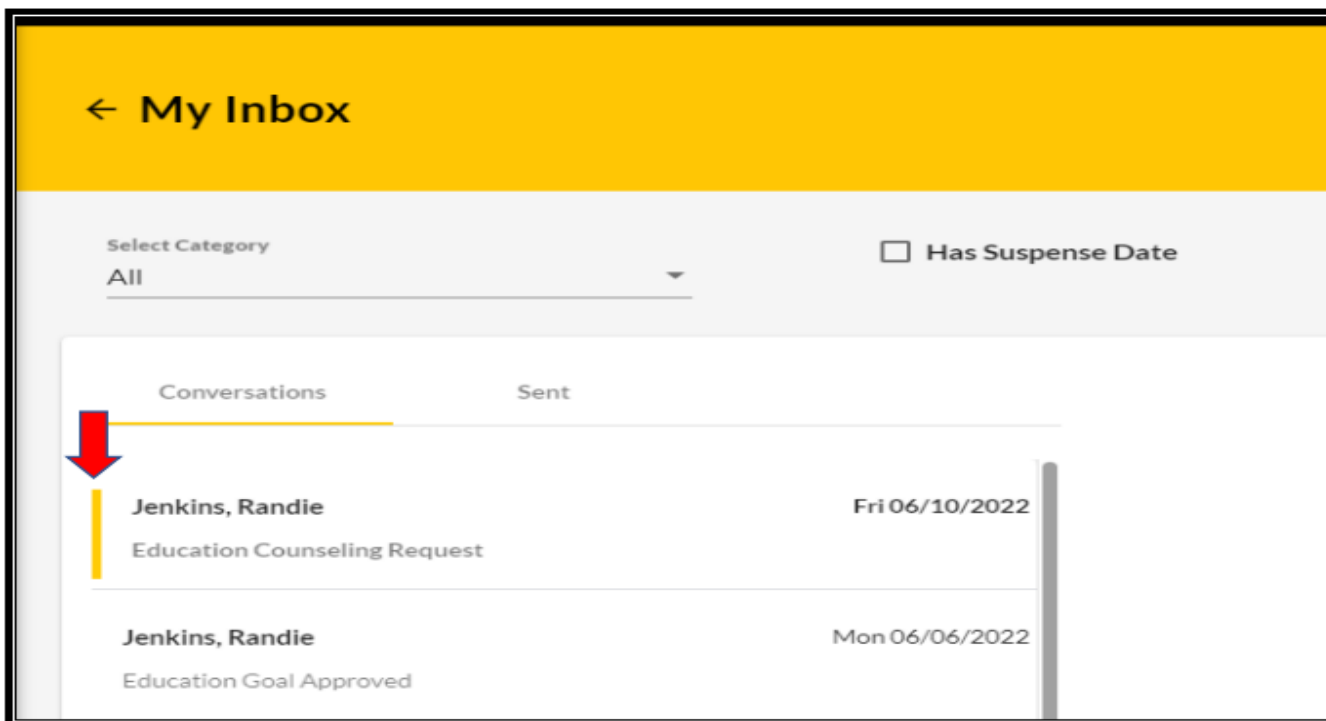 ← My Inbox
Select Category
All
Has Suspense Date
Conversations Sent
Jenkins, Randie Fri 06/10/2022
Education Counseling Request
Jenkins, Randie Mon 06/06/2022
Education Goal Approved